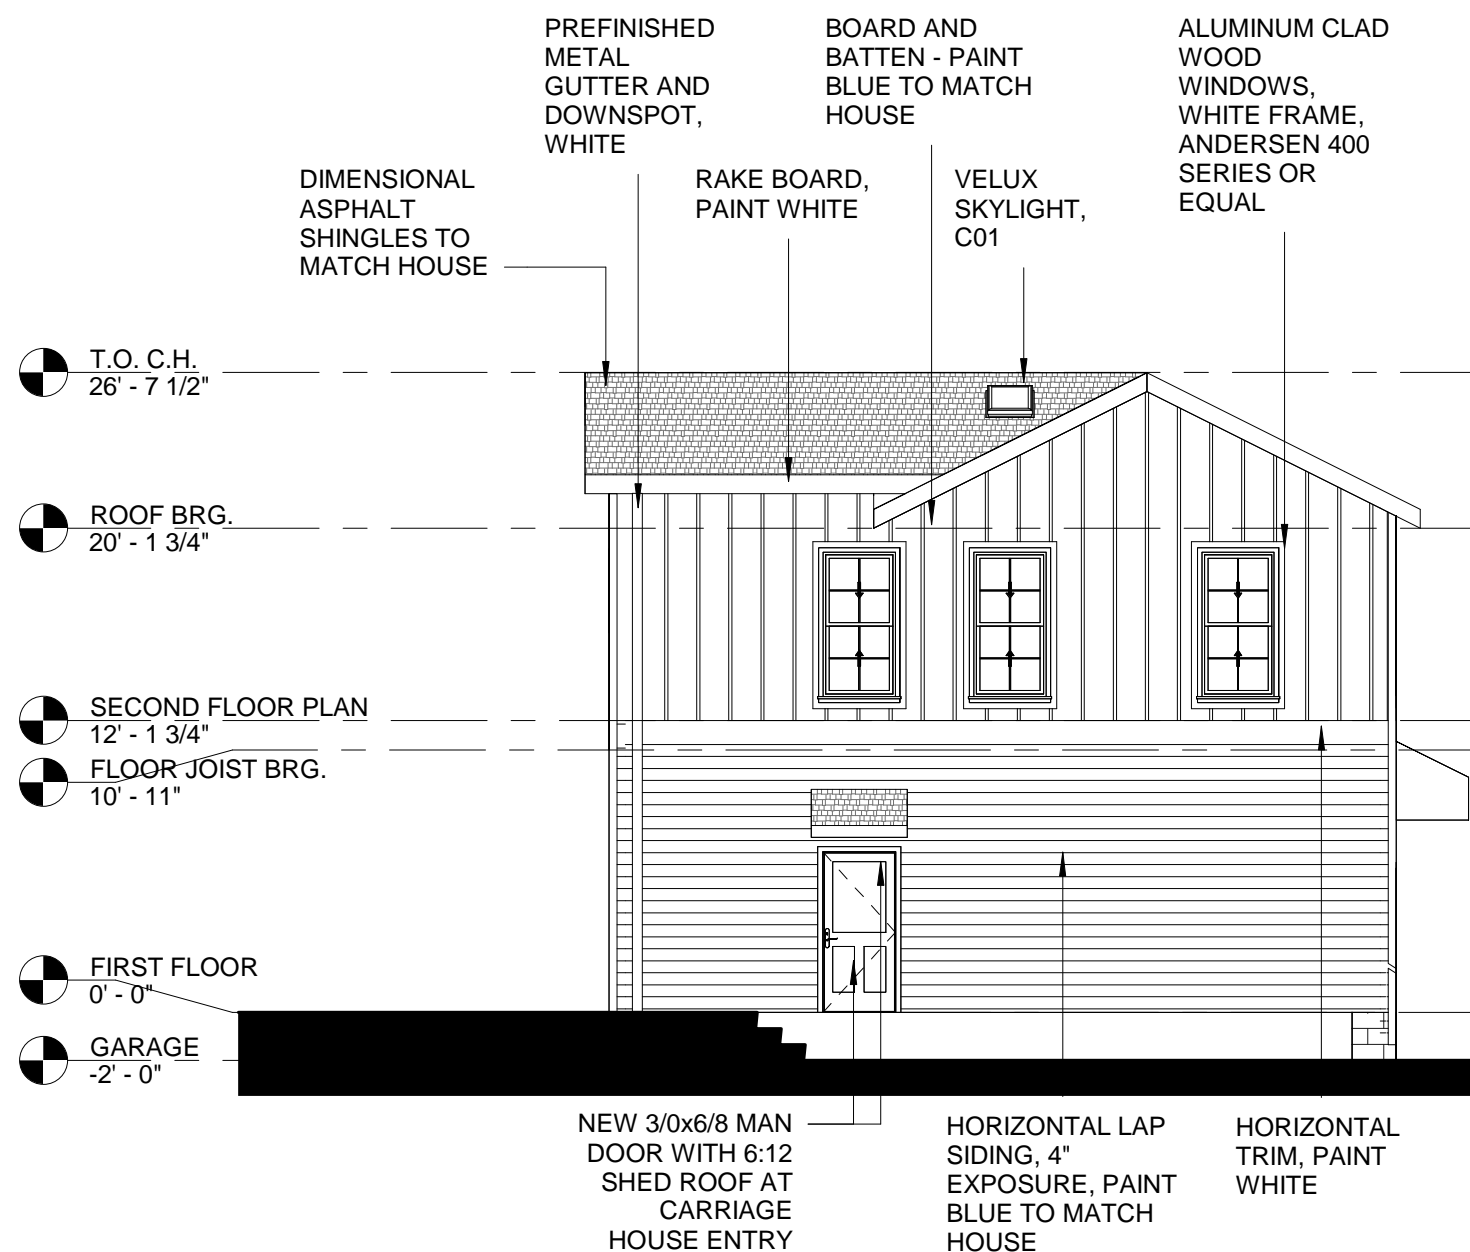 PREFINISHED
METAL
GUTTER AND
DOWNSPOT,
WHITE
BOARD AND
BATTEN - PAINT
BLUE TO MATCH
HOUSE
ALUMINUM CLAD
WOOD
WINDOWS,
WHITE FRAME,
ANDERSEN 400
SERIES OR
EQUAL
DIMENSIONAL
ASPHALT
SHINGLES TO
MATCH HOUSE
RAKE BOARD,
PAINT WHITE
VELUX
SKYLIGHT,
C01
T.O. C.H.
26' - 7 1/2"
ROOF BRG.
20' - 1 3/4"
SECOND FLOOR PLAN
12' - 1 3/4"
FLOOR JOIST BRG.
10' - 11"
FIRST FLOOR
0' - 0"
GARAGE
-2' - 0"
NEW 3/0x6/8 MAN
DOOR WITH 6:12
SHED ROOF AT
CARRIAGE
HOUSE ENTRY
HORIZONTAL LAP
SIDING, 4"
EXPOSURE, PAINT
BLUE TO MATCH
HOUSE
HORIZONTAL
TRIM, PAINT
WHITE